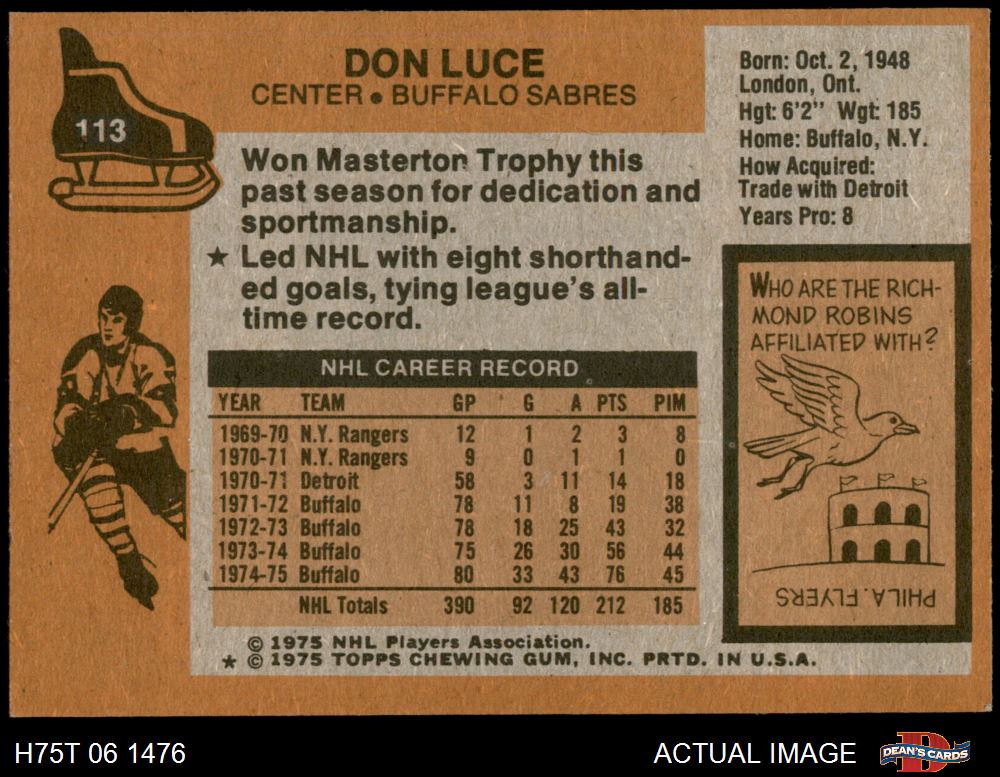 113
DON LUCE
CENTER • BUFFALO SABRES
Won Masterton Trophy this
past season for dedication and
sportmanship.
★ Led NHL with eight shorthand-
ed goals, tying league's all-
time record.
Born: Oct. 2, 1948
London, Ont.
Hgt: 6'2" Wgt: 185
Home: Buffalo, N.Y.
How Acquired:
Trade with Detroit
Years Pro: 8
NHL CAREER RECORD
YEAR TEAM GP G A PTS PIM
1969-70 N.Y. Rangers 12 1 2 3 8
1970-71 N.Y. Rangers 9 0 1 1 0
1970-71 Detroit 58 3 11 14 18
1971-72 Buffalo 78 11 8 19 38
1972-73 Buffalo 78 18 25 43 32
1973-74 Buffalo 75 26 30 56 44
1974-75 Buffalo 80 33 43 76 45
NHL Totals 390 92 120 212 185
WHO ARE THE RICH-
MOND ROBINS
AFFILIATED WITH?
PHILA. FLYERS
© 1975 NHL Players Association.
★ © 1975 TOPPS CHEWING GUM, INC. PRTD. IN U.S.A.
H75T 06 1476
ACTUAL IMAGE
DEAN'S CARDS